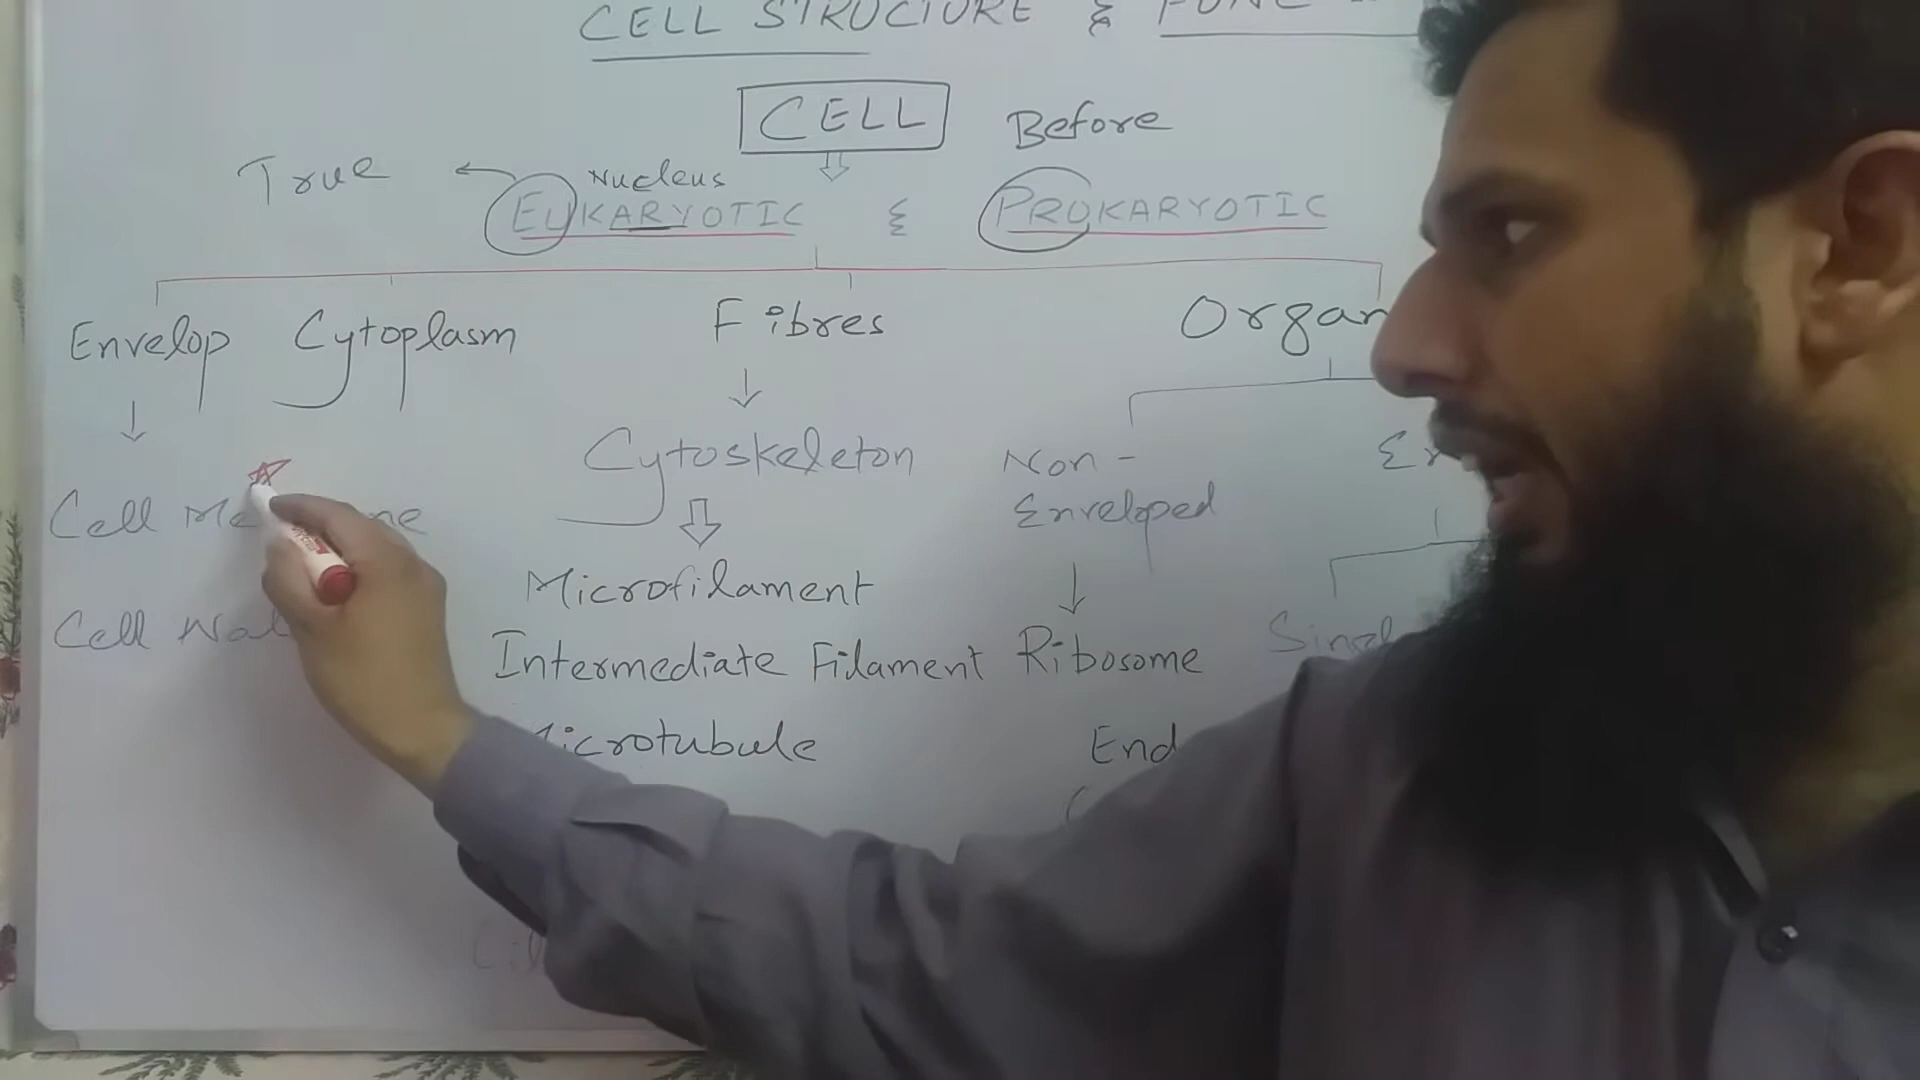 CELL STRUCTURE &
CELL
Before
True
Nucleus
EUKARYOTIC & PROKARYOTIC
Envelop Cytoplasm Fibres
Cell
Cytoskeleton
Non-
Enveloped
Cell
Microfilament
Intermediate Filament Ribosome
Microtubule